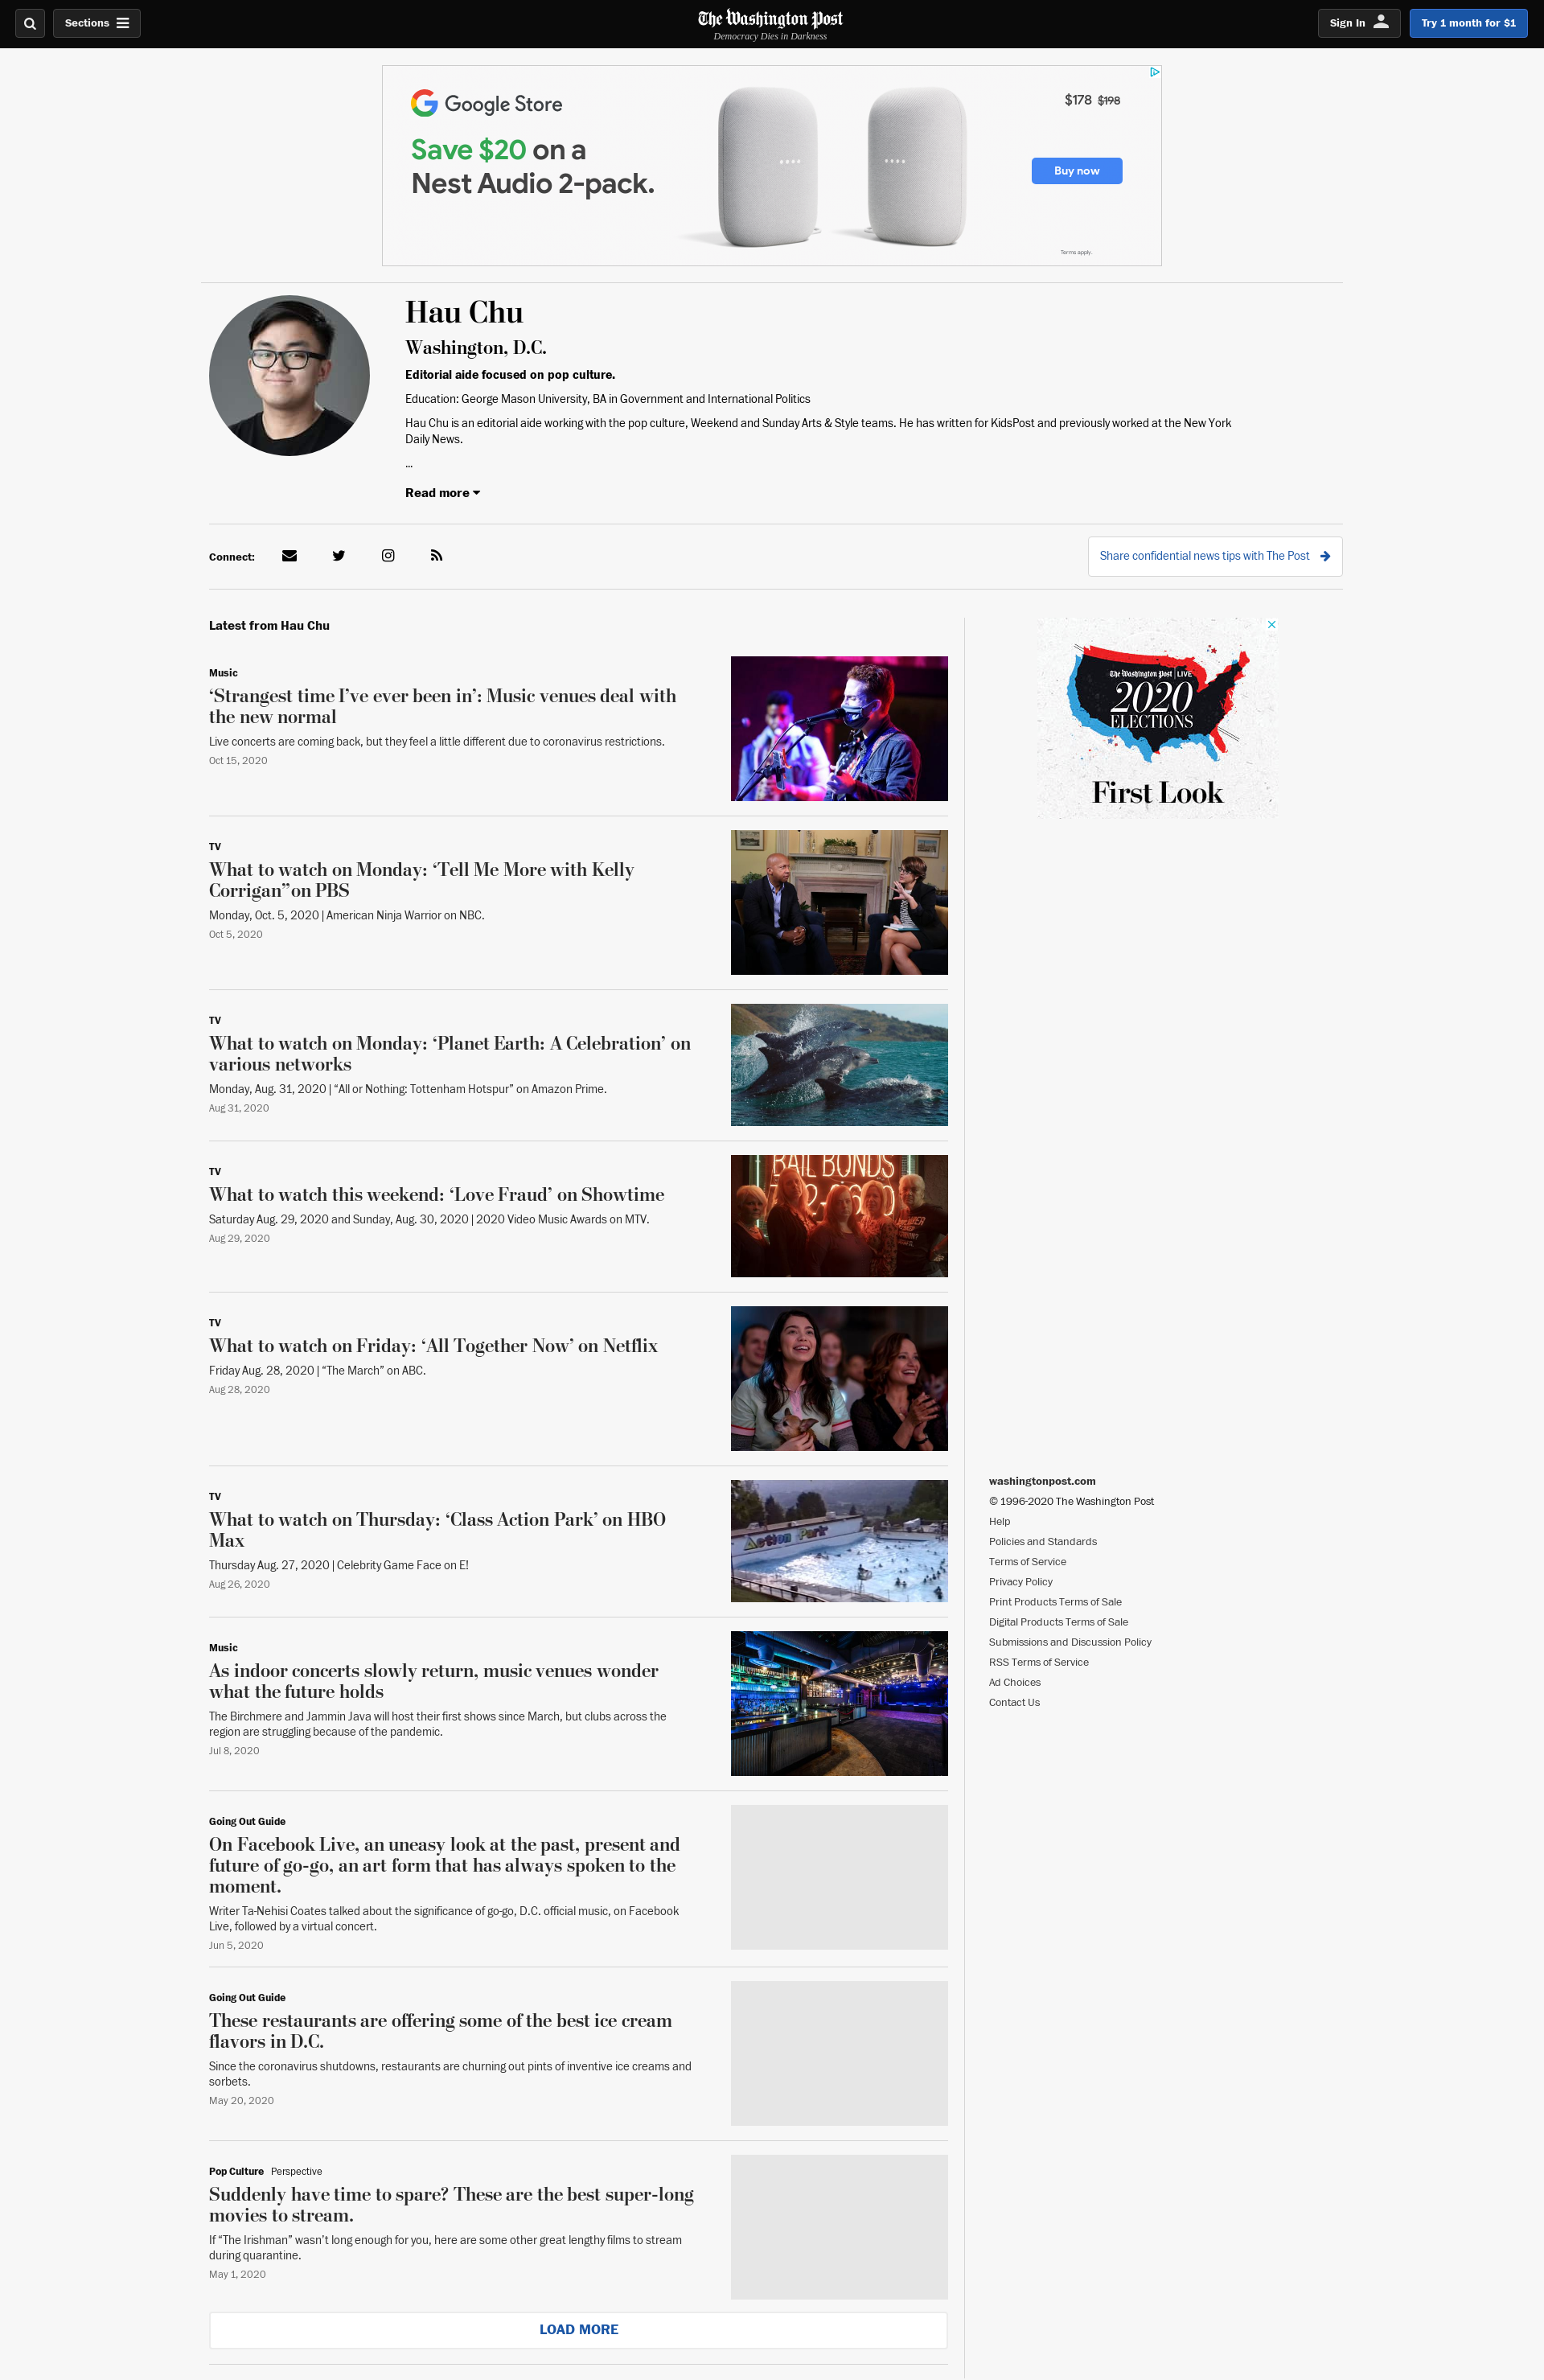 Sections
The Washington Post
Democracy Dies in Darkness
Sign In
Try 1 month for $1
Google Store
$178 $198
Save $20 on a
Nest Audio 2-pack.
Buy now
Terms apply.
Hau Chu
Washington, D.C.
Editorial aide focused on pop culture.
Education: George Mason University, BA in Government and International Politics
Hau Chu is an editorial aide working with the pop culture, Weekend and Sunday Arts & Style teams. He has written for KidsPost and previously worked at the New York
Daily News.
...
Read more
Connect:
Share confidential news tips with The Post
Latest from Hau Chu
Music
‘Strangest time I’ve ever been in’: Music venues deal with
the new normal
Live concerts are coming back, but they feel a little different due to coronavirus restrictions.
Oct 15, 2020
TV
What to watch on Monday: ‘Tell Me More with Kelly
Corrigan’’on PBS
Monday, Oct. 5, 2020 | American Ninja Warrior on NBC.
Oct 5, 2020
TV
What to watch on Monday: ‘Planet Earth: A Celebration’ on
various networks
Monday, Aug. 31, 2020 | “All or Nothing: Tottenham Hotspur” on Amazon Prime.
Aug 31, 2020
TV
What to watch this weekend: ‘Love Fraud’ on Showtime
Saturday Aug. 29, 2020 and Sunday, Aug. 30, 2020 | 2020 Video Music Awards on MTV.
Aug 29, 2020
BAIL BONDS
TV
What to watch on Friday: ‘All Together Now’ on Netflix
Friday Aug. 28, 2020 | “The March” on ABC.
Aug 28, 2020
TV
What to watch on Thursday: ‘Class Action Park’ on HBO
Max
Thursday Aug. 27, 2020 | Celebrity Game Face on E!
Aug 26, 2020
Action Park
Music
As indoor concerts slowly return, music venues wonder
what the future holds
The Birchmere and Jammin Java will host their first shows since March, but clubs across the
region are struggling because of the pandemic.
Jul 8, 2020
Going Out Guide
On Facebook Live, an uneasy look at the past, present and
future of go-go, an art form that has always spoken to the
moment.
Writer Ta-Nehisi Coates talked about the significance of go-go, D.C. official music, on Facebook
Live, followed by a virtual concert.
Jun 5, 2020
Going Out Guide
These restaurants are offering some of the best ice cream
flavors in D.C.
Since the coronavirus shutdowns, restaurants are churning out pints of inventive ice creams and
sorbets.
May 20, 2020
Pop Culture Perspective
Suddenly have time to spare? These are the best super-long
movies to stream.
If “The Irishman” wasn’t long enough for you, here are some other great lengthy films to stream
during quarantine.
May 1, 2020
LOAD MORE
The Washington Post | LIVE
2020
ELECTIONS
First Look
washingtonpost.com
© 1996-2020 The Washington Post
Help
Policies and Standards
Terms of Service
Privacy Policy
Print Products Terms of Sale
Digital Products Terms of Sale
Submissions and Discussion Policy
RSS Terms of Service
Ad Choices
Contact Us